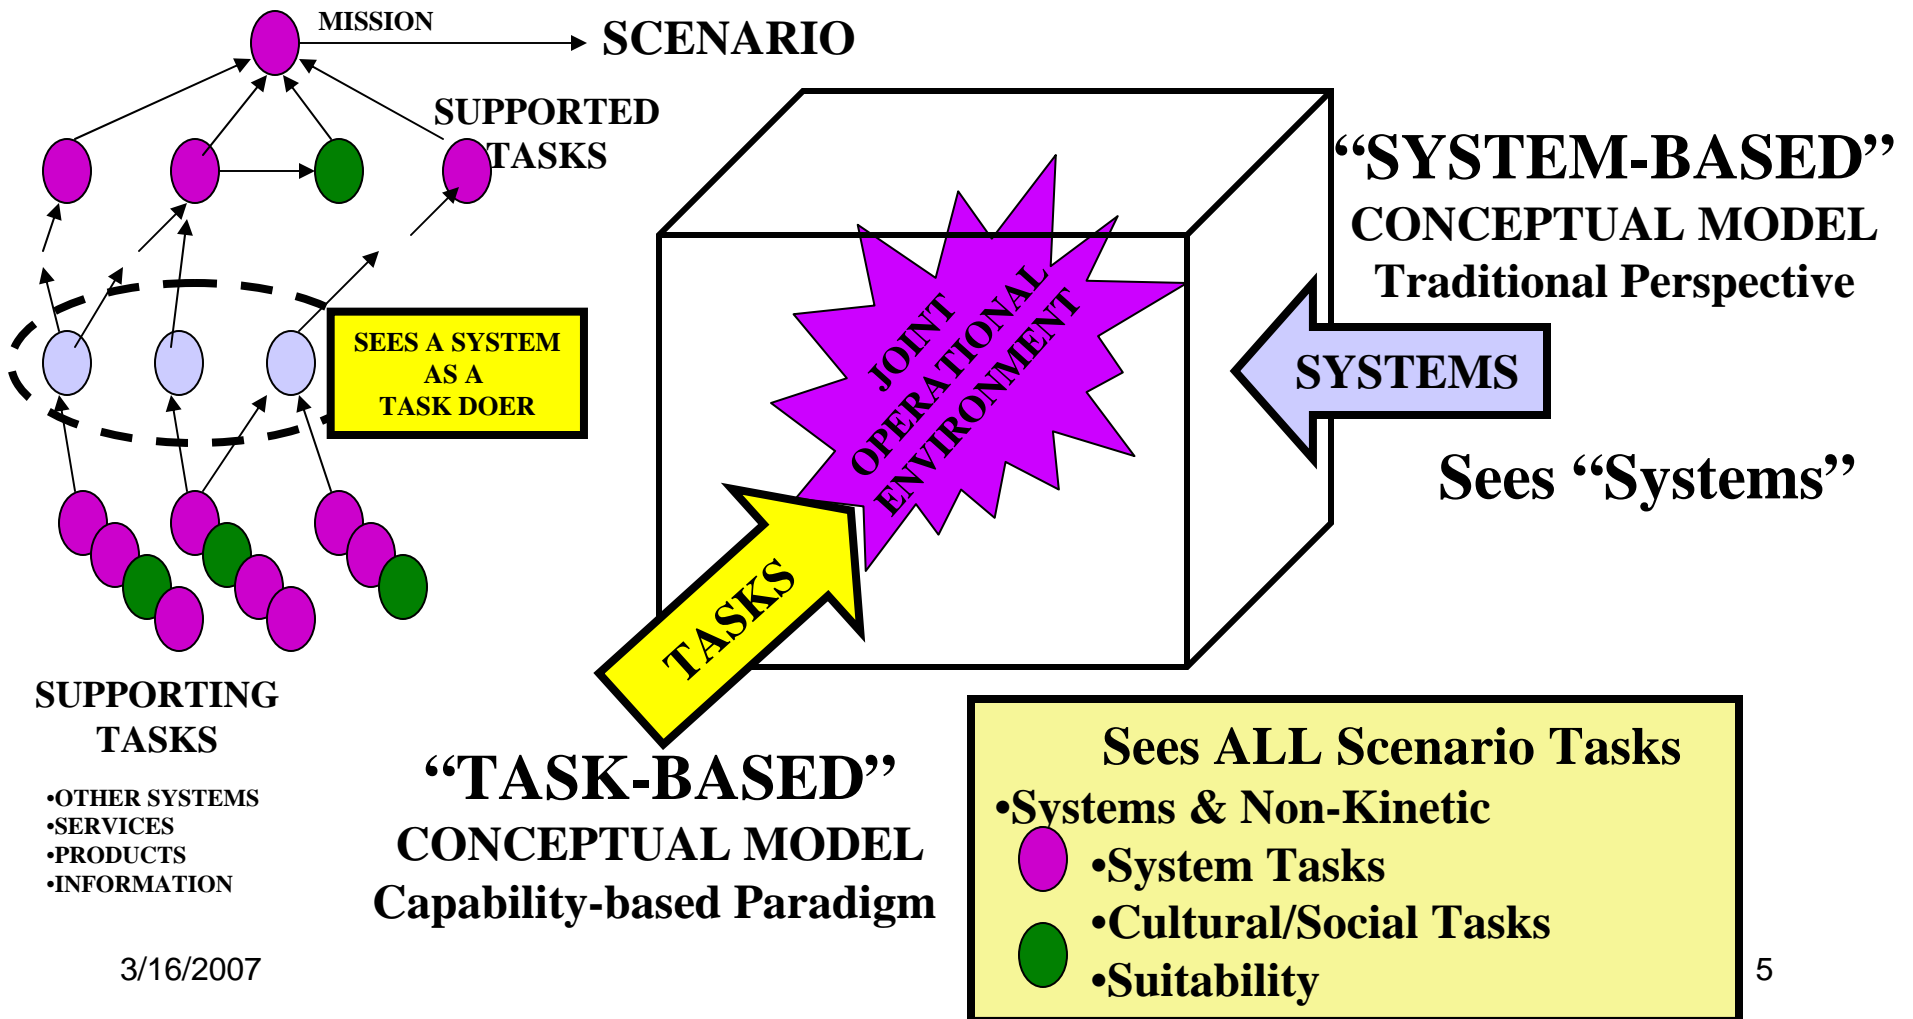 MISSION
SCENARIO
SUPPORTED
TASKS
SEES A SYSTEM
AS A
TASK DOER
SUPPORTING
TASKS
•OTHER SYSTEMS
•SERVICES
•PRODUCTS
•INFORMATION
3/16/2007
JOINT
OPERATIONAL
ENVIRONMENT
TASKS
“TASK-BASED”
CONCEPTUAL MODEL
Capability-based Paradigm
“SYSTEM-BASED”
CONCEPTUAL MODEL
Traditional Perspective
SYSTEMS
Sees “Systems”
Sees ALL Scenario Tasks
•Systems & Non-Kinetic
•System Tasks
•Cultural/Social Tasks
•Suitability
5